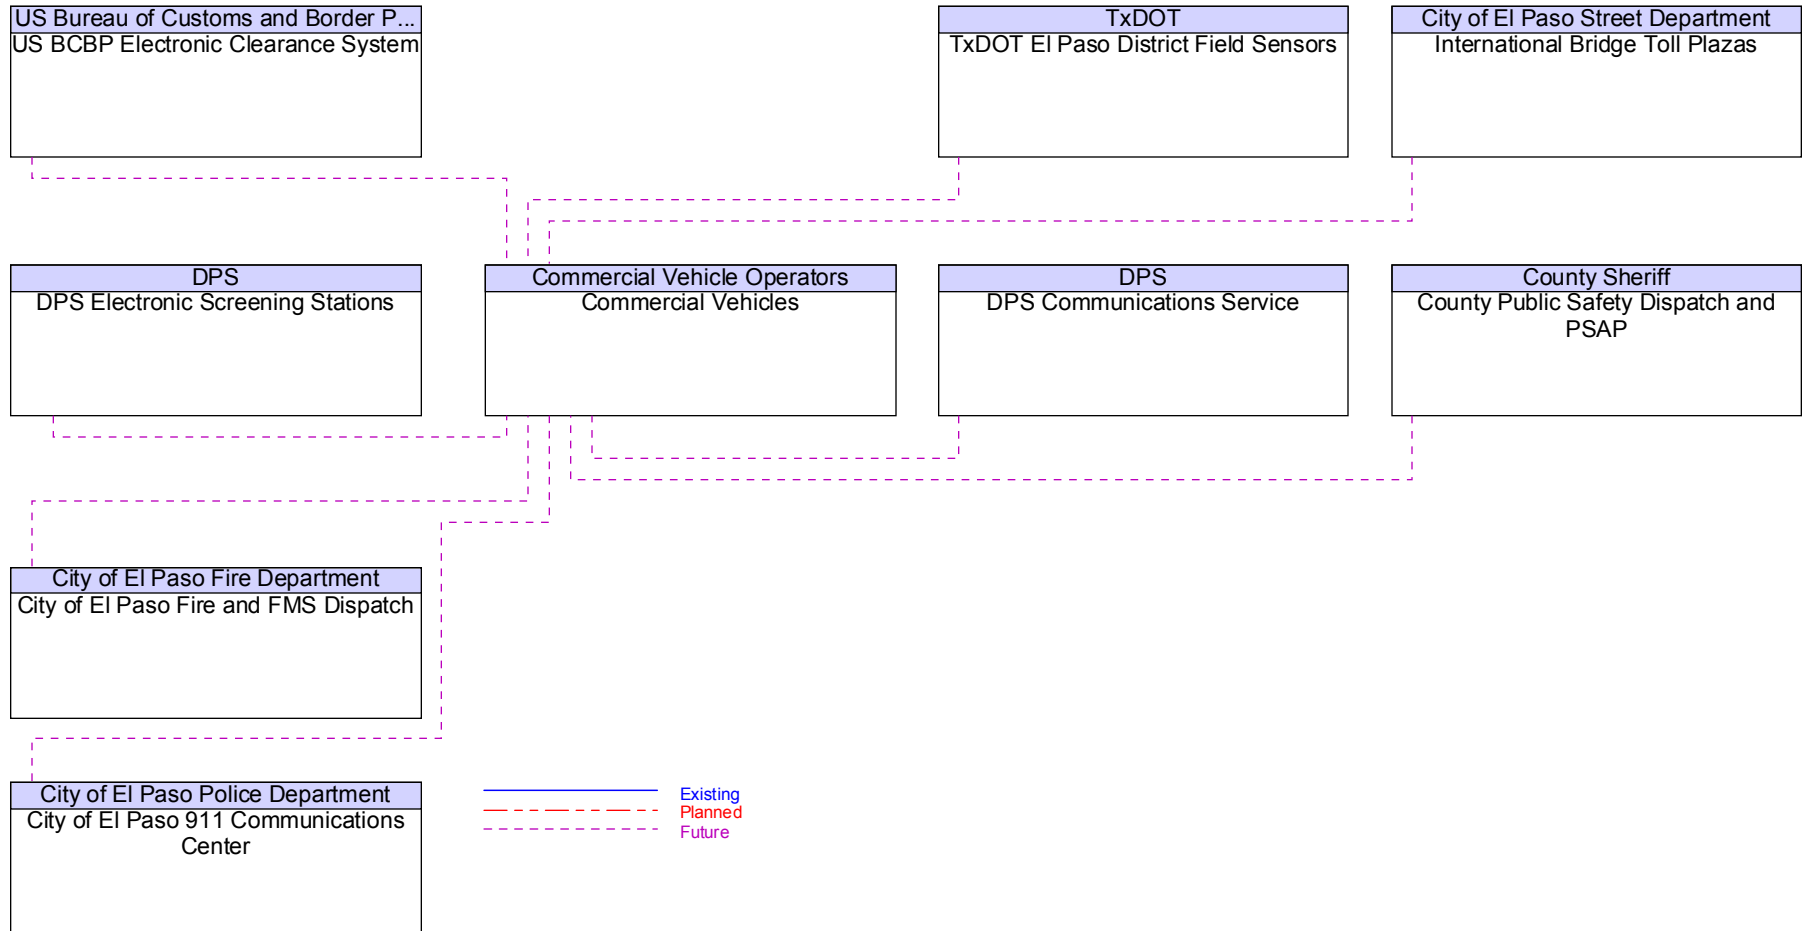 US Bureau of Customs and Border P...
US BCBP Electronic Clearance System
TxDOT
TxDOT El Paso District Field Sensors
City of El Paso Street Department
International Bridge Toll Plazas
DPS
DPS Electronic Screening Stations
Commercial Vehicle Operators
Commercial Vehicles
DPS
DPS Communications Service
County Sheriff
County Public Safety Dispatch and
PSAP
City of El Paso Fire Department
City of El Paso Fire and FMS Dispatch
City of El Paso Police Department
City of El Paso 911 Communications
Center
Existing
Planned
Future